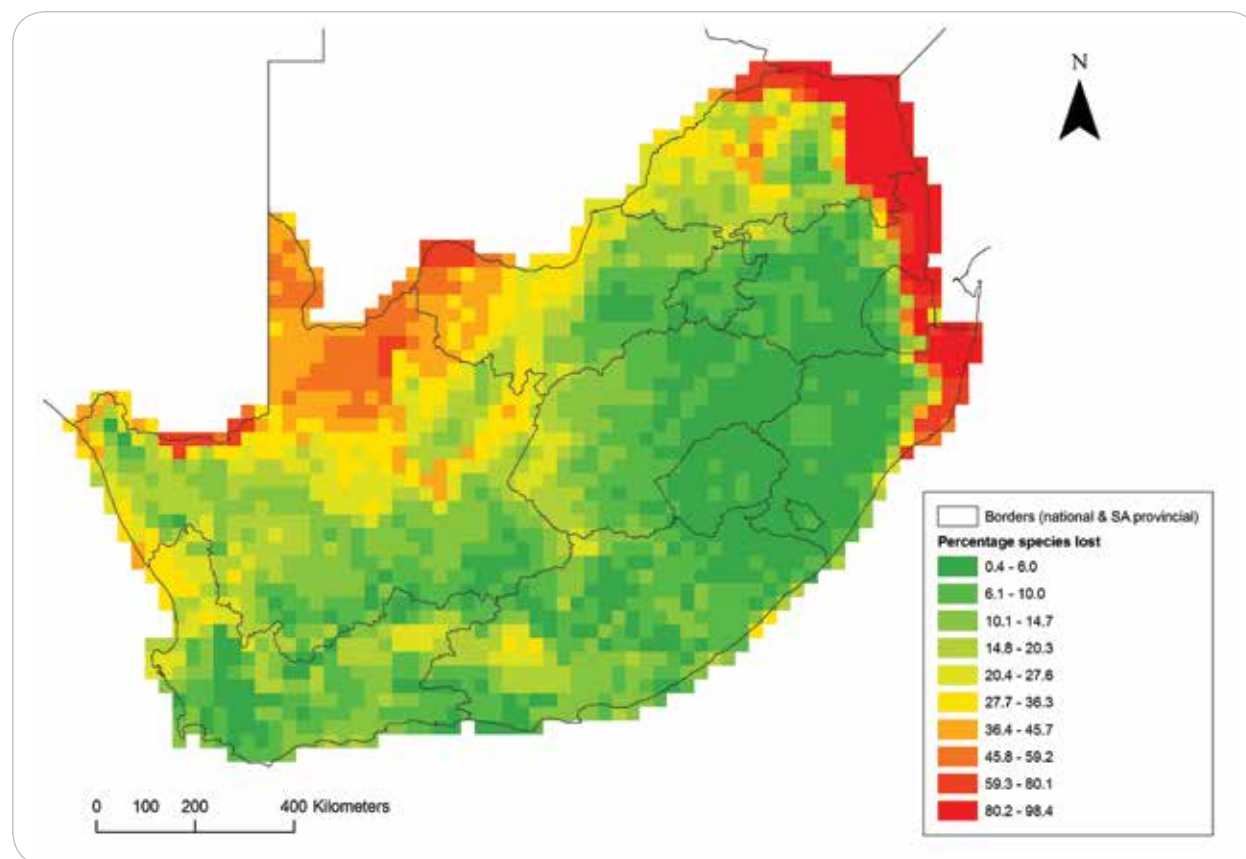 N
Borders (national & SA provincial)
Percentage species lost
0.4 - 6.0
6.1 - 10.0
10.1 - 14.7
14.8 - 20.3
20.4 - 27.6
27.7 - 36.3
36.4 - 45.7
45.8 - 59.2
59.3 - 80.1
80.2 - 98.4
0 100 200 400 Kilometers